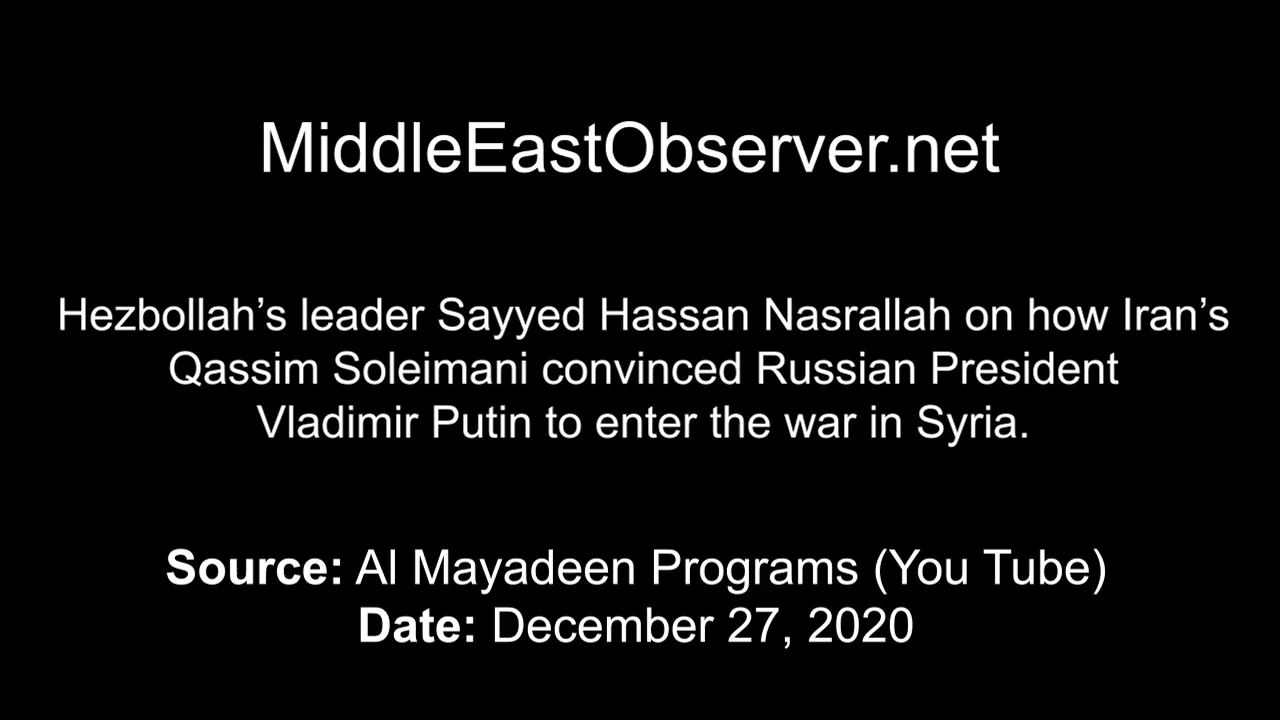 MiddleEastObserver.net
Hezbollah’s leader Sayyed Hassan Nasrallah on how Iran’s
Qassim Soleimani convinced Russian President
Vladimir Putin to enter the war in Syria.
Source: Al Mayadeen Programs (You Tube)
Date: December 27, 2020